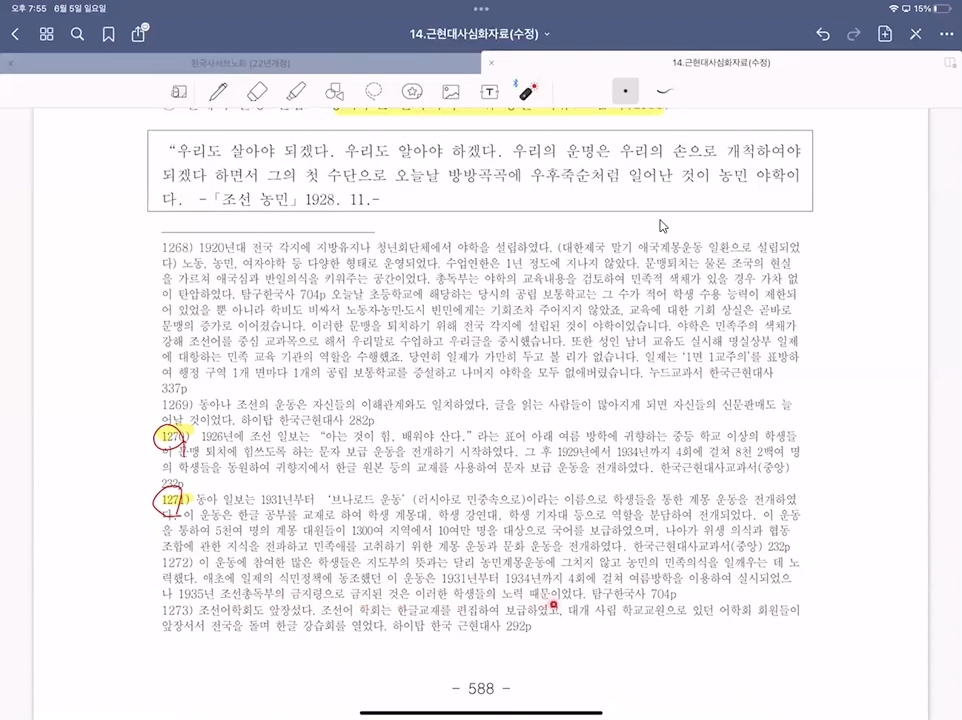 오후 7:55 6월 5일 일요일
15%
14.근현대사심화자료(수정)
한국사서브노트 (22년개정)
14.근현대사심화자료(수정)
“우리도 살아야 되겠다. 우리도 알아야 하겠다. 우리의 운명은 우리의 손으로 개척하여야
되겠다 하면서 그의 첫 수단으로 오늘날 방방곡곡에 우후죽순처럼 일어난 것이 농민 야학이
다. -「조선 농민」1928. 11.-
1268) 1920년대 전국 각지에 지방유지나 청년회단체에서 야학을 설립하였다. (대한제국 말기 애국계몽운동 일환으로 설립되었
다) 노동, 농민, 여자야학 등 다양한 형태로 운영되었다. 수업연한은 1년 정도에 지나지 않았다. 문맹퇴치는 물론 조국의 현실
을 가르쳐 애국심과 반일의식을 키워주는 공간이었다. 총독부는 야학의 교육내용을 검토하여 민족적 색채가 있을 경우 가차 없
이 탄압하였다. 탐구한국사 704p 오늘날 초등학교에 해당하는 당시의 공립 보통학교는 그 수가 적어 학생 수용 능력이 제한되
어 있었을 뿐 아니라 학비도 비싸서 노동자농민도시 빈민에게는 기회조차 주어지지 않았죠. 교육에 대한 기회 상실은 곧바로
문맹의 증가로 이어졌습니다. 이러한 문맹을 퇴치하기 위해 전국 각지에 설립된 것이 야학이었습니다. 야학은 민족주의 색채가
강해 조선어를 중심 교과목으로 해서 우리말로 수업하고 우리글을 중시했습니다. 또한 성인 남녀 교육도 실시해 명실상부 일제
에 대항하는 민족 교육 기관의 역할을 수행했죠. 당연히 일제가 가만히 두고 볼 리가 없습니다. 일제는 '1면 1교주의'를 표방하
여 행정 구역 1개 면마다 1개의 공립 보통학교를 증설하고 나머지 야학을 모두 없애버렸습니다. 누드교과서 한국근현대사
337p
1269) 동아나 조선의 운동은 자신들의 이해관계와도 일치하였다, 글을 읽는 사람들이 많아지게 되면 자신들의 신문판매도 늘
어날 것이었다. 하이탑 한국근현대사 282p
1270) 1926년에 조선 일보는 “아는 것이 힘, 배워야 산다.”라는 표어 아래 여름 방학에 귀향하는 중등 학교 이상의 학생들
이 문맹 퇴치에 힘쓰도록 하는 문자 보급 운동을 전개하기 시작하였다. 그 후 1929년에서 1934년까지 4회에 걸쳐 8천 2백여 명
의 학생들을 동원하여 귀향지에서 한글 원본 등의 교재를 사용하여 문자 보급 운동을 전개하였다. 한국근현대사교과서(중앙)
232p
1271) 동아 일보는 1931년부터 '브나로드 운동' (러시아로 민중속으로)이라는 이름으로 학생들을 통한 계몽 운동을 전개하였
다. 이 운동은 한글 공부를 교재로 하여 학생 계몽대, 학생 강연대, 학생 기자대 등으로 역할을 분담하여 전개되었다. 이 운동
을 통하여 5천여 명의 계몽 대원들이 1300여 지역에서 10여만 명을 대상으로 국어를 보급하였으며, 나아가 위생 의식과 협동
조합에 관한 지식을 전파하고 민족애를 고취하기 위한 계몽 운동과 문화 운동을 전개하였다. 한국근현대사교과서(중앙) 232p
1272) 이 운동에 참여한 많은 학생들은 지도부의 뜻과는 달리 농민계몽운동에 그치지 않고 농민의 민족의식을 일깨우는 데 노
력했다. 애초에 일제의 식민정책에 동조했던 이 운동은 1931년부터 1934년까지 4회에 걸쳐 여름방학을 이용하여 실시되었으
나 1935년 조선총독부의 금지령으로 금지된 것은 이러한 학생들의 노력 때문이었다. 탐구한국사 704p
1273) 조선어학회도 앞장섰다. 조선어 학회는 한글교재를 편집하여 보급하였고, 대개 사립 학교교원으로 있던 어학회 회원들이
앞장서서 전국을 돌며 한글 강습회를 열었다. 하이탑 한국 근현대사 292p
- 588 -